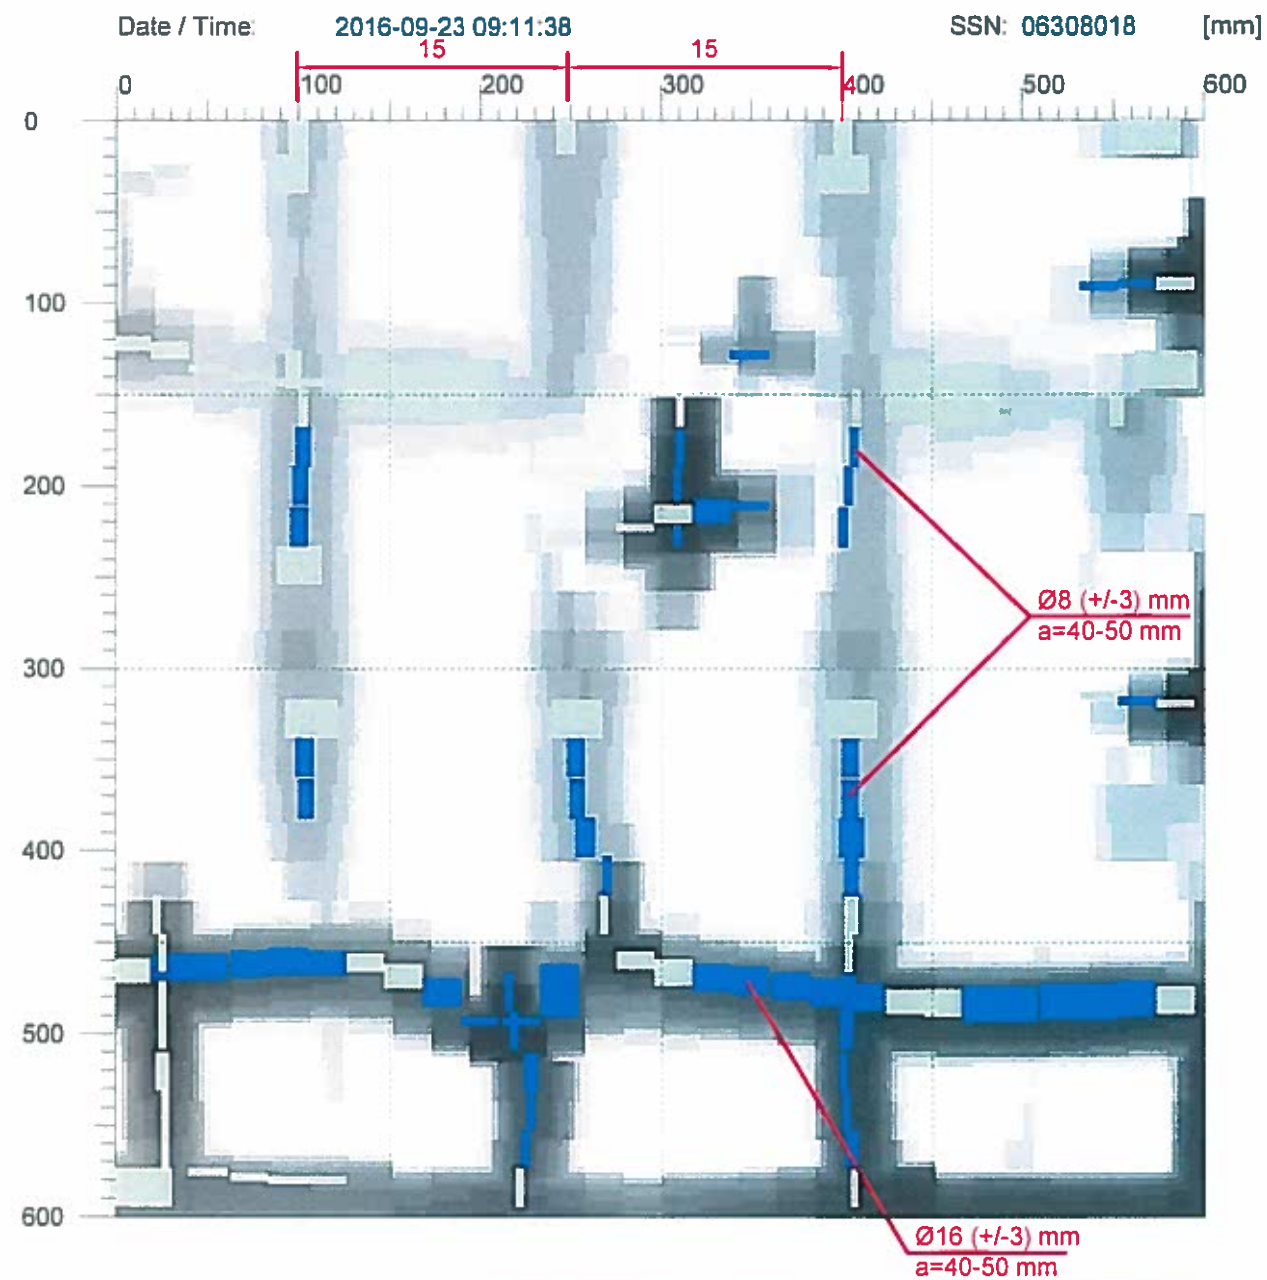 Date / Time: 2016-09-23 09:11:38 SSN: 06308018 [mm]
15 15
0 100 200 300 400 500 600
0
100
200
Ø8 (+/-3) mm
a=40-50 mm
300
400
500
600
Ø16 (+/-3) mm
a=40-50 mm